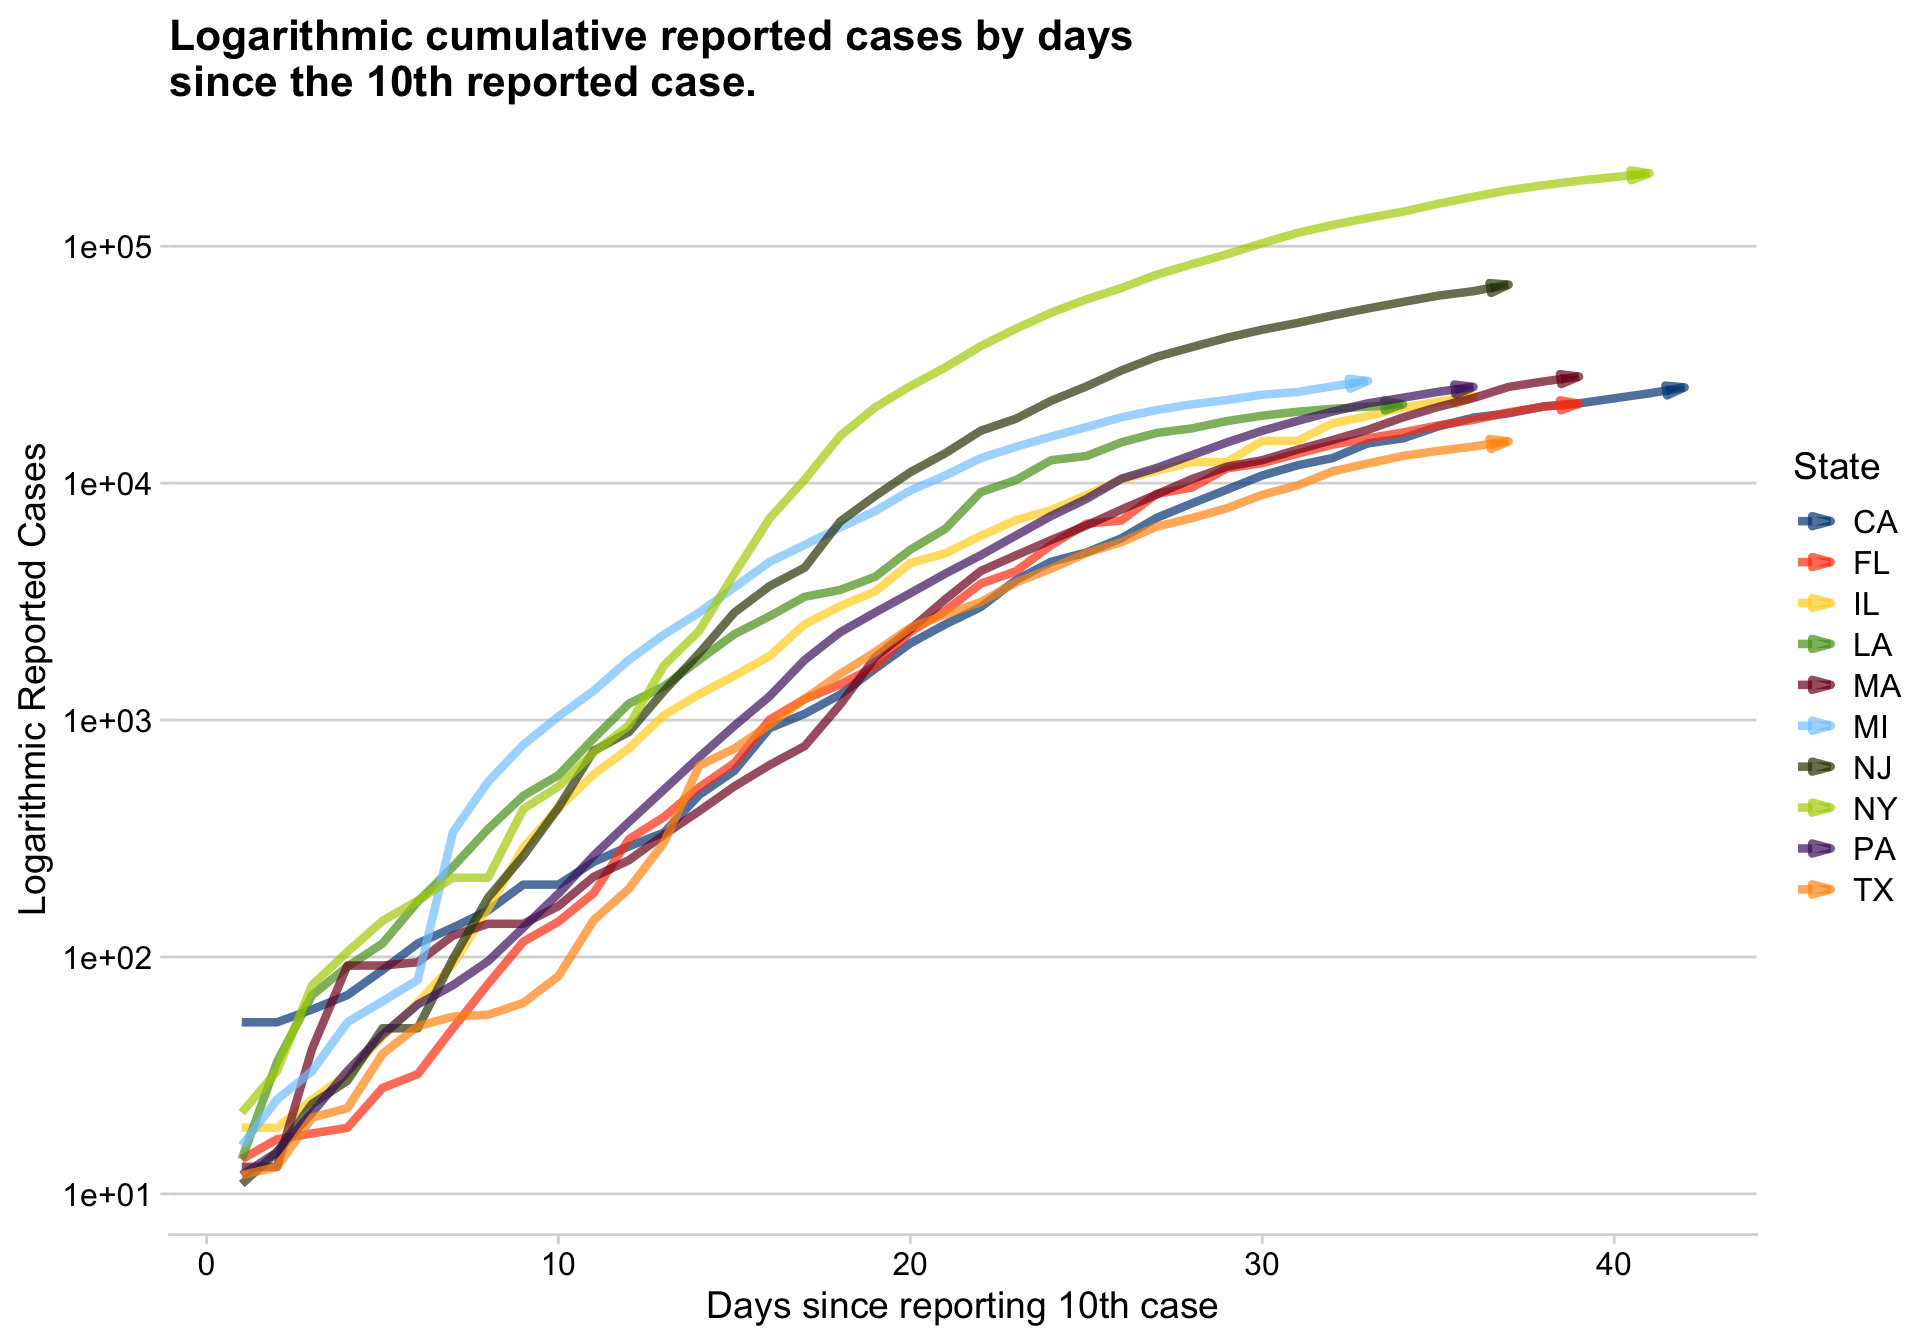 Logarithmic cumulative reported cases by days
since the 10th reported case.
Logarithmic Reported Cases
1e+05
1e+04
1e+03
1e+02
1e+01
0
10
20
30
40
Days since reporting 10th case
State
CA
FL
IL
LA
MA
MI
NJ
NY
PA
TX